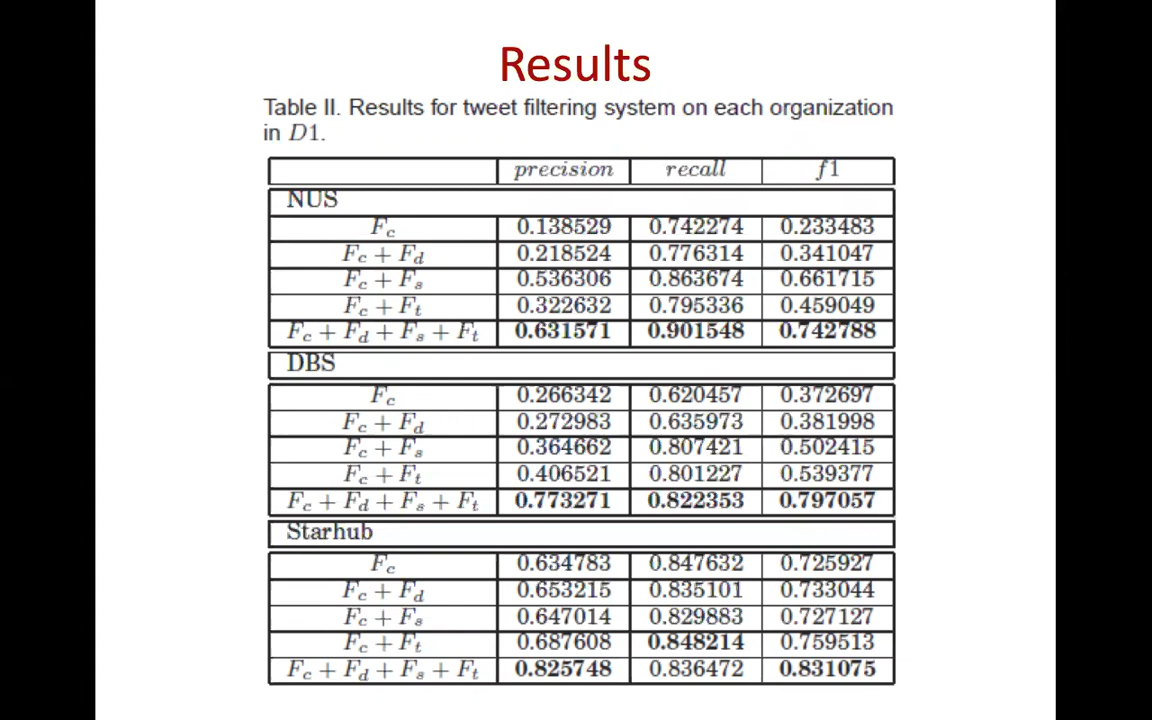 Results
Table II. Results for tweet filtering system on each organization
in D1.
precision recall f1
NUS
F_c 0.138529 0.742274 0.233483
F_c + F_d 0.218524 0.776314 0.341047
F_c + F_s 0.536306 0.863674 0.661715
F_c + F_t 0.322632 0.795336 0.459049
F_c + F_d + F_s + F_t 0.631571 0.901548 0.742788
DBS
F_c 0.266342 0.620457 0.372697
F_c + F_d 0.272983 0.635973 0.381998
F_c + F_s 0.364662 0.807421 0.502415
F_c + F_t 0.406521 0.801227 0.539377
F_c + F_d + F_s + F_t 0.773271 0.822353 0.797057
Starhub
F_c 0.634783 0.847632 0.725927
F_c + F_d 0.653215 0.835101 0.733044
F_c + F_s 0.647014 0.829883 0.727127
F_c + F_t 0.687608 0.848214 0.759513
F_c + F_d + F_s + F_t 0.825748 0.836472 0.831075